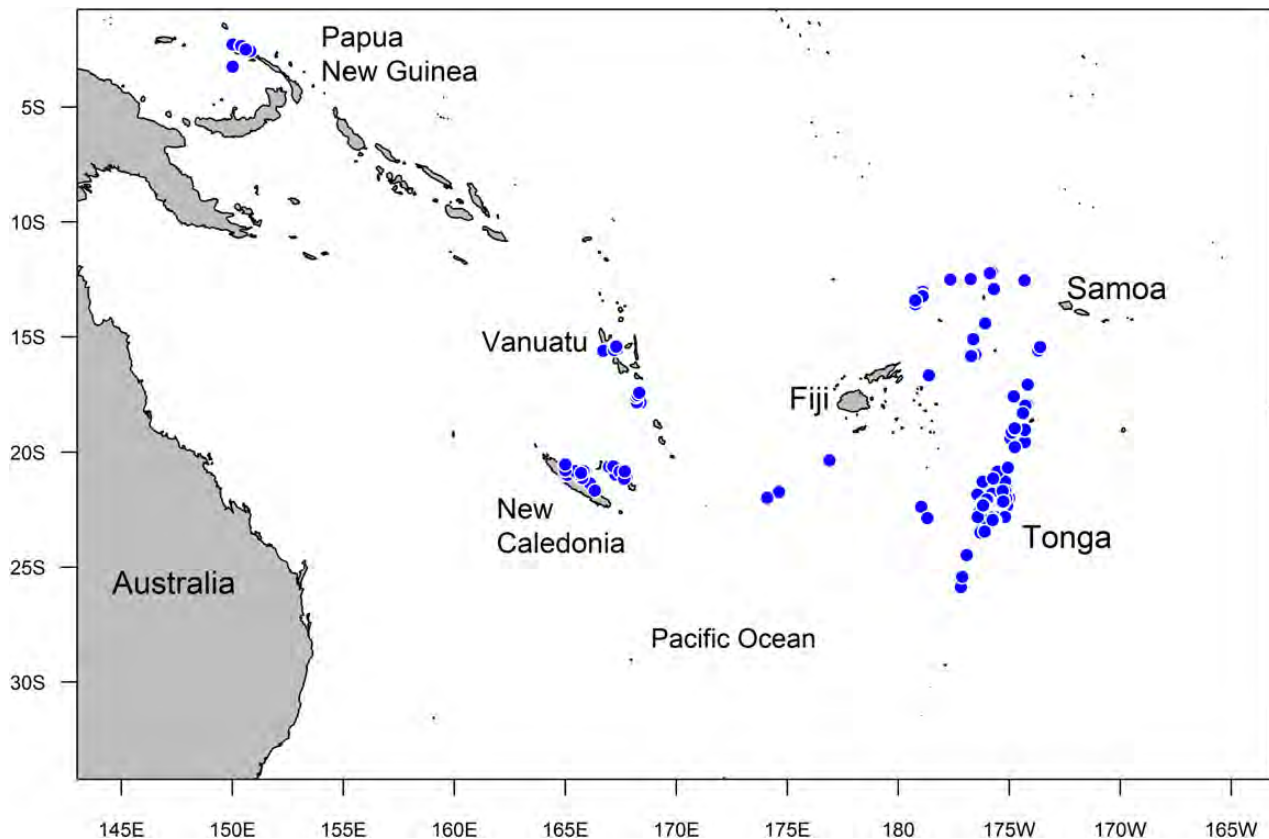 Papua
New Guinea
5S
10S
Samoa
15S
Vanuatu
Fiji
20S
New
Caledonia
Tonga
25S
Australia
Pacific Ocean
30S
145E 150E 155E 160E 165E 170E 175E 180 175W 170W 165W